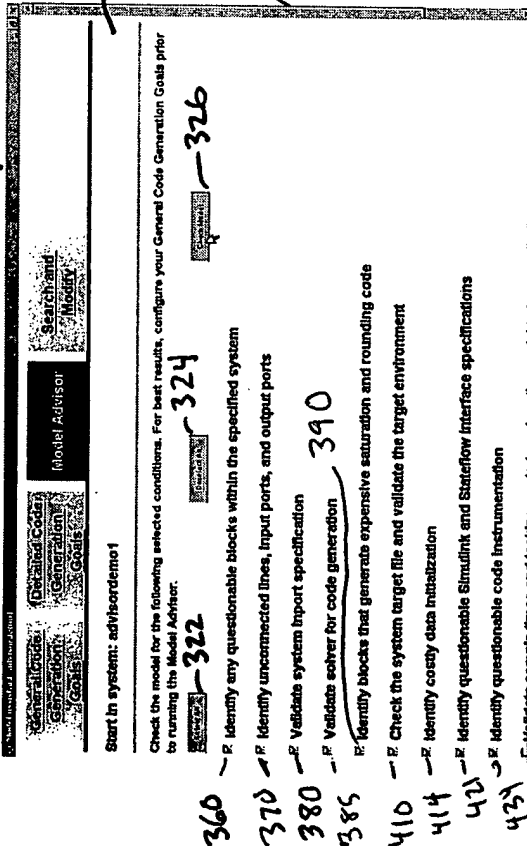 General Code Generation Goals
Detailed Code Generation Goals
Model Advisor
Search and Modify
Start in system: advisordemo1
Check the model for the following selected conditions. For best results, configure your General Code Generation Goals prior
to running the Model Advisor.
322
324
326
360 Identify any questionable blocks within the specified system
370 Identify unconnected lines, input ports, and output ports
380 Validate system inport specification
385 Validate solver for code generation 390
Identify blocks that generate expensive saturation and rounding code
410 Check the system target file and validate the target environment
414 Identify costly data initialization
421 Identify questionable Simulink and Stateflow interface specifications
434 Identify questionable code instrumentation